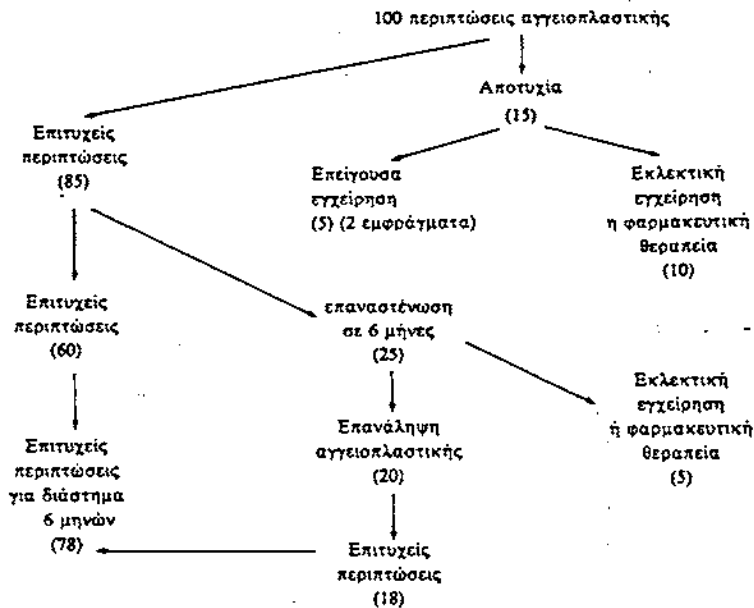 100 περιπτώσεις αγγειοπλαστικής
Αποτυχία
(15)
Επιτυχείς
περιπτώσεις
(85)
Επείγουσα
εγχείρηση
(5) (2 εμφράγματα)
Εκλεκτική
εγχείρηση
η φαρμακευτική
θεραπεία
(10)
Επιτυχείς
περιπτώσεις
(60)
επαναστένωση
σε 6 μήνες
(25)
Εκλεκτική
εγχείρηση
ή φαρμακευτική
θεραπεία
(5)
Επανάληψη
αγγειοπλαστικής
(20)
Επιτυχείς
περιπτώσεις
για διάστημα
6 μηνών
(78)
Επιτυχείς
περιπτώσεις
(18)